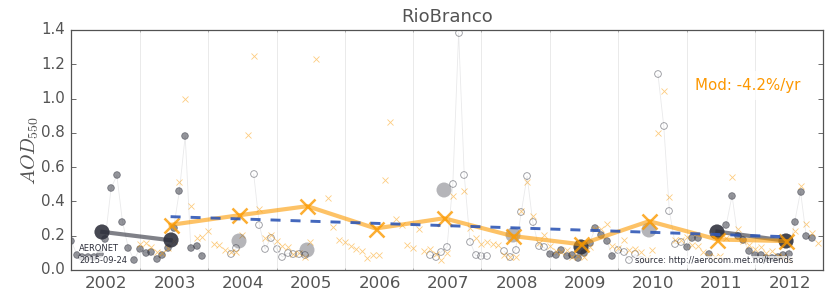 RioBranco
1.4
1.2
1.0
0.8
0.6
0.4
0.2
0.0
AOD550
Mod: -4.2%/yr
AERONET
2015-09-24
source: http://aerocom.met.no/trends
2002 2003 2004 2005 2006 2007 2008 2009 2010 2011 2012